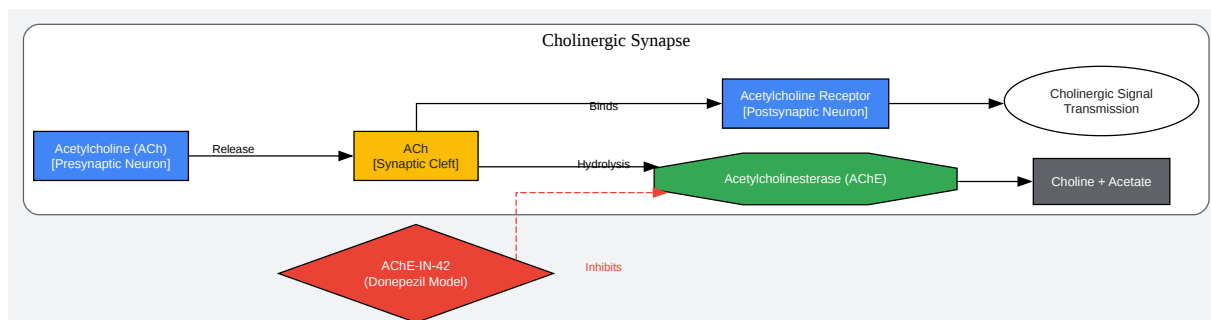 Cholinergic Synapse
Acetylcholine (ACh)
[Presynaptic Neuron]
Release
ACh
[Synaptic Cleft]
Binds
Acetylcholine Receptor
[Postsynaptic Neuron]
Cholinergic Signal
Transmission
Hydrolysis
Acetylcholinesterase (AChE)
Choline + Acetate
AChE-IN-42
(Donepezil Model)
Inhibits